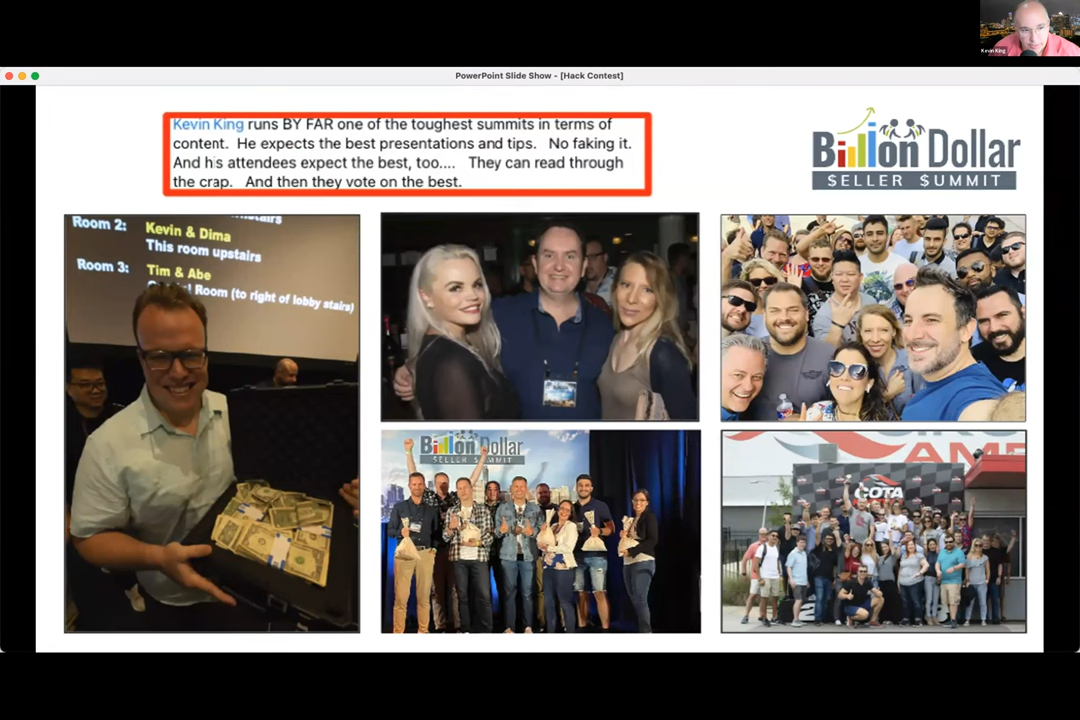 Kevin King
PowerPoint Slide Show - [Hack Contest]
Kevin King runs BY FAR one of the toughest summits in terms of
content. He expects the best presentations and tips. No faking it.
And his attendees expect the best, too.... They can read through
the crap. And then they vote on the best.
Billion Dollar
SELLER $UMMIT
Room 2:
Kevin & Dima
This room upstairs
Room 3:
Tim & Abe
Room (to right of lobby stairs)
Billion Dollar
SELLER $UMMIT
COTA